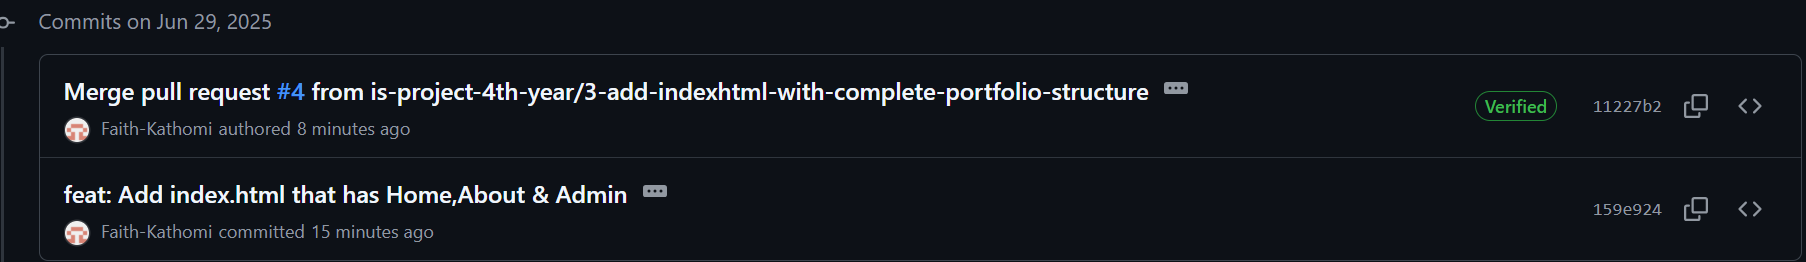 Commits on Jun 29, 2025
Merge pull request #4 from is-project-4th-year/3-add-indexhtml-with-complete-portfolio-structure
Faith-Kathomi authored 8 minutes ago
Verified
11227b2
feat: Add index.html that has Home,About & Admin
Faith-Kathomi committed 15 minutes ago
159e924